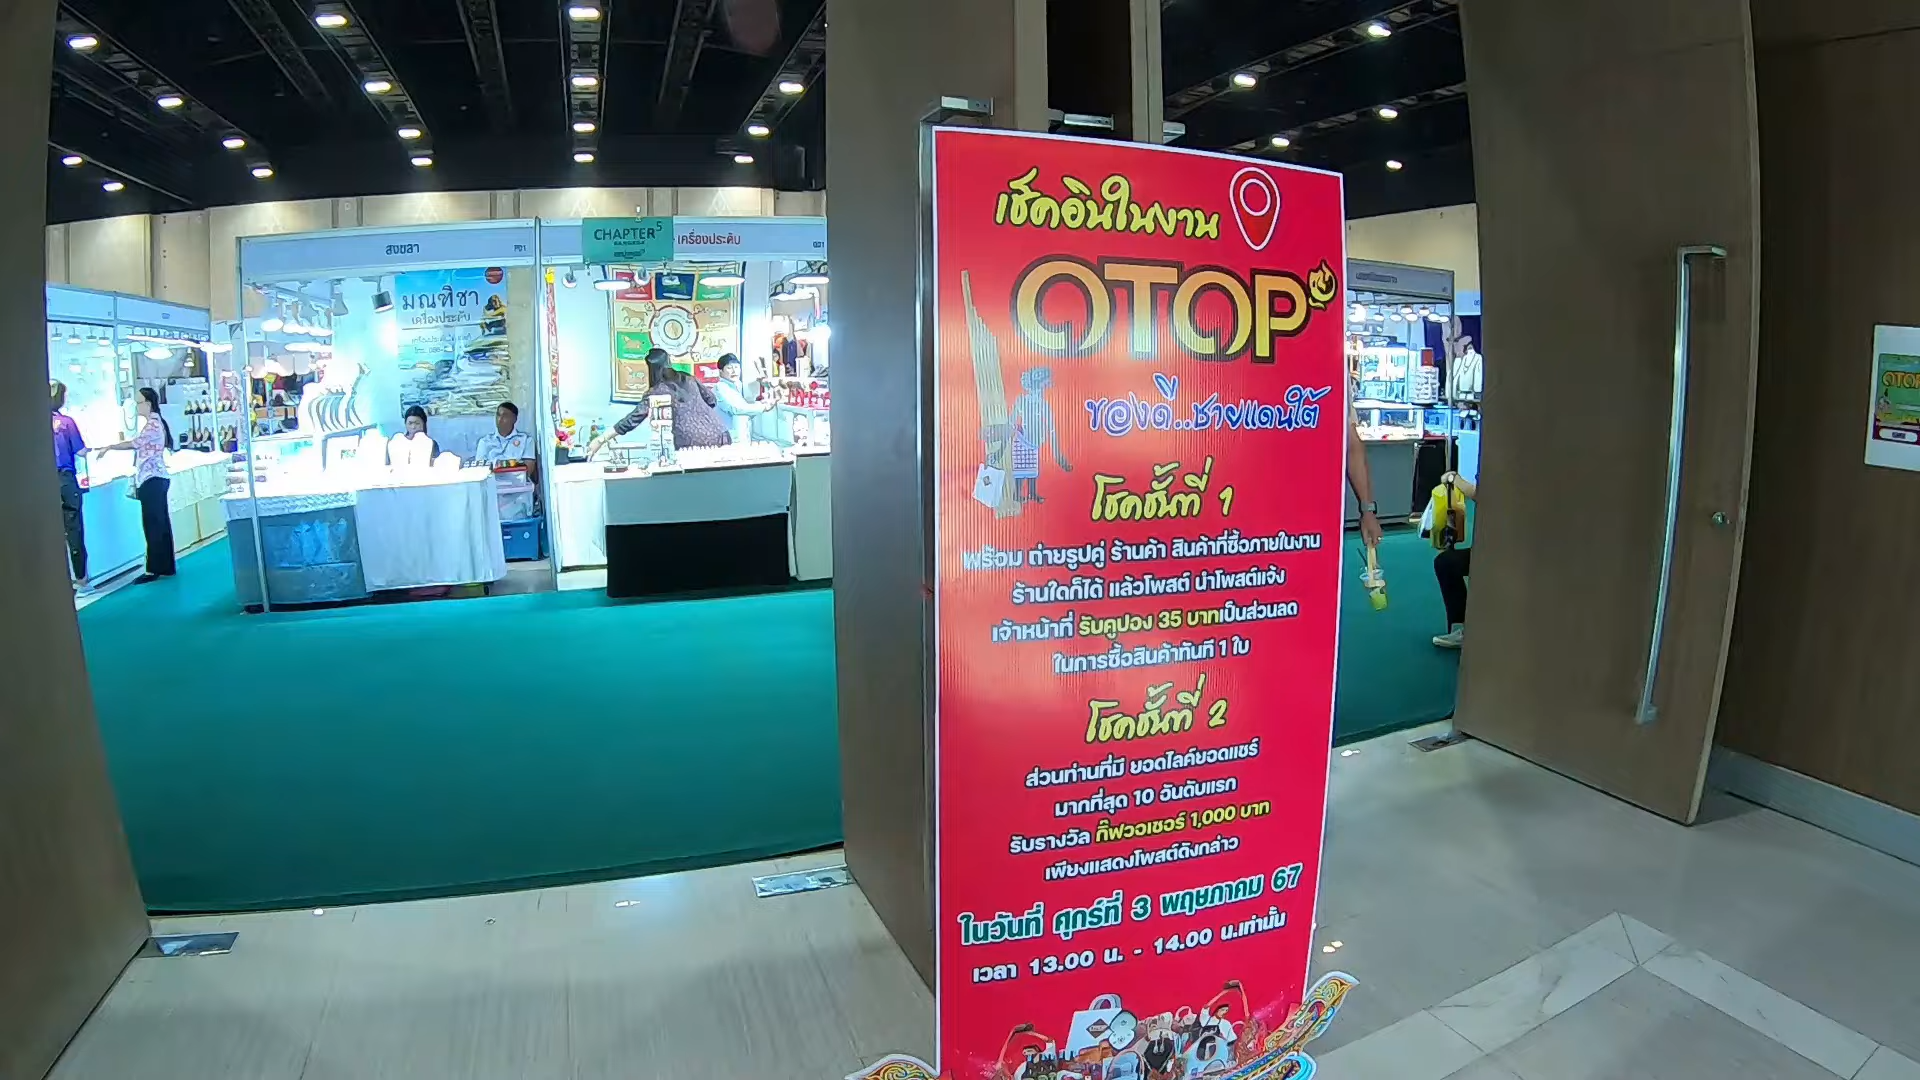 สงขลา
P01
CHAPTER 5
เครื่องประดับ
มณฑิชา
เครื่องประดับ
เช็คอินในงาน
OTOP
ของดี..ชายแดนใต้
โชคชั้นที่ 1
พร้อม ถ่ายรูปคู่ ร้านค้า สินค้าที่ซื้อภายในงาน
ร้านใดก็ได้ แล้วโพสต์ นำโพสต์แจ้ง
เจ้าหน้าที่ รับคูปอง 35 บาทเป็นส่วนลด
ในการซื้อสินค้าทันที 1 ใบ
โชคชั้นที่ 2
ส่วนท่านที่มี ยอดไลค์ยอดแชร์
มากที่สุด 10 อันดับแรก
รับรางวัล กิ๊ฟวอเชอร์ 1,000 บาท
เพียงแสดงโพสต์ดังกล่าว
ในวันที่ ศุกร์ที่ 3 พฤษภาคม 67
เวลา 13.00 น. - 14.00 น.เท่านั้น
OTOP